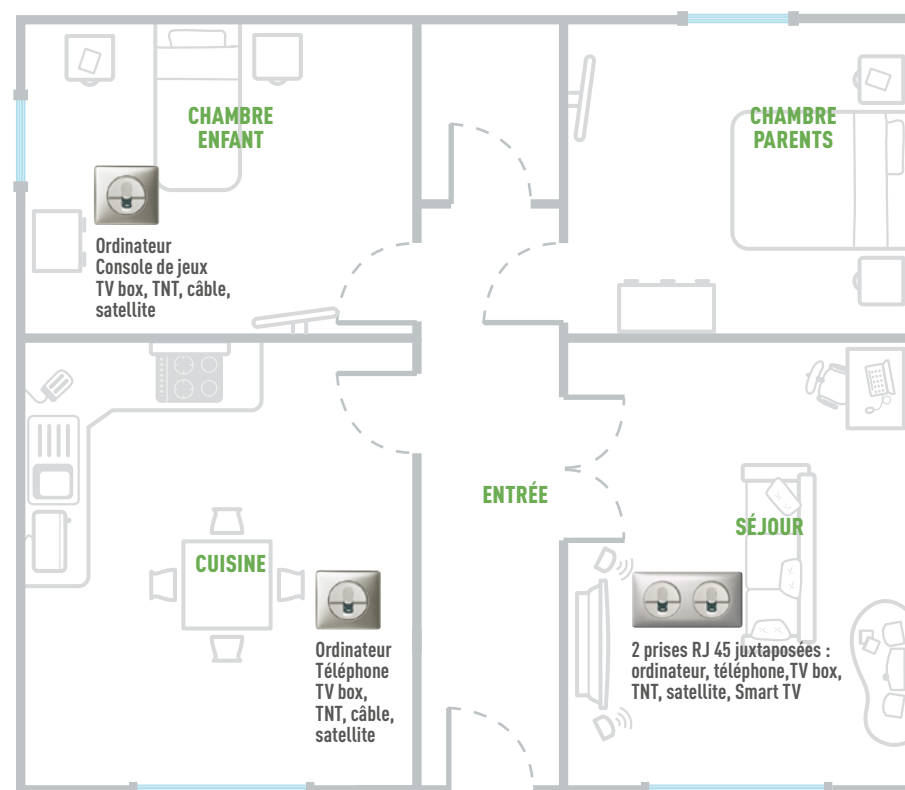 CHAMBRE
ENFANT
CHAMBRE
PARENTS
Ordinateur
Console de jeux
TV box, TNT, câble,
satellite
ENTRÉE
SÉJOUR
CUISINE
Ordinateur
Téléphone
TV box,
TNT, câble,
satellite
2 prises RJ 45 juxtaposées :
ordinateur, téléphone,TV box,
TNT, satellite, Smart TV